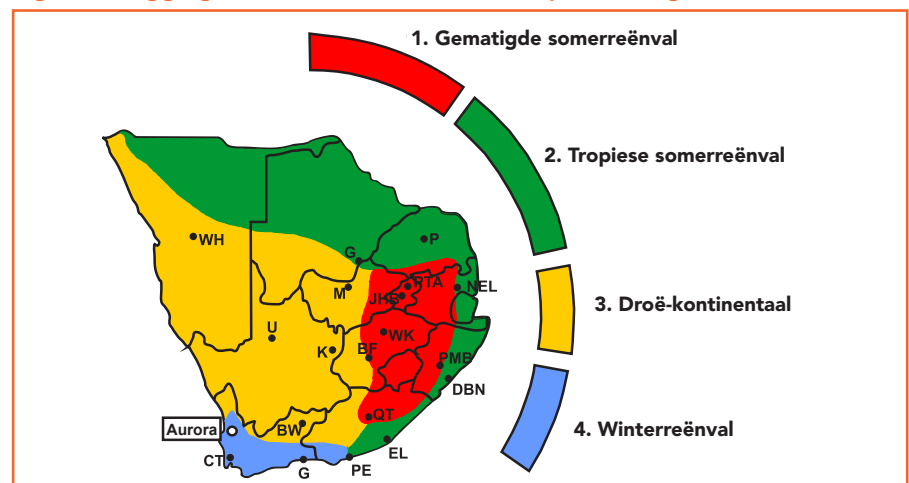 1. Gematigde somerreënval
2. Tropiese somerreënval
WH
P
G
PTA
M
NEL
JHB
3. Droë-kontinentaal
U
WK
K
BF
PMB
DBN
QT
Aurora
BW
4. Winterreënval
CT
EL
G
PE